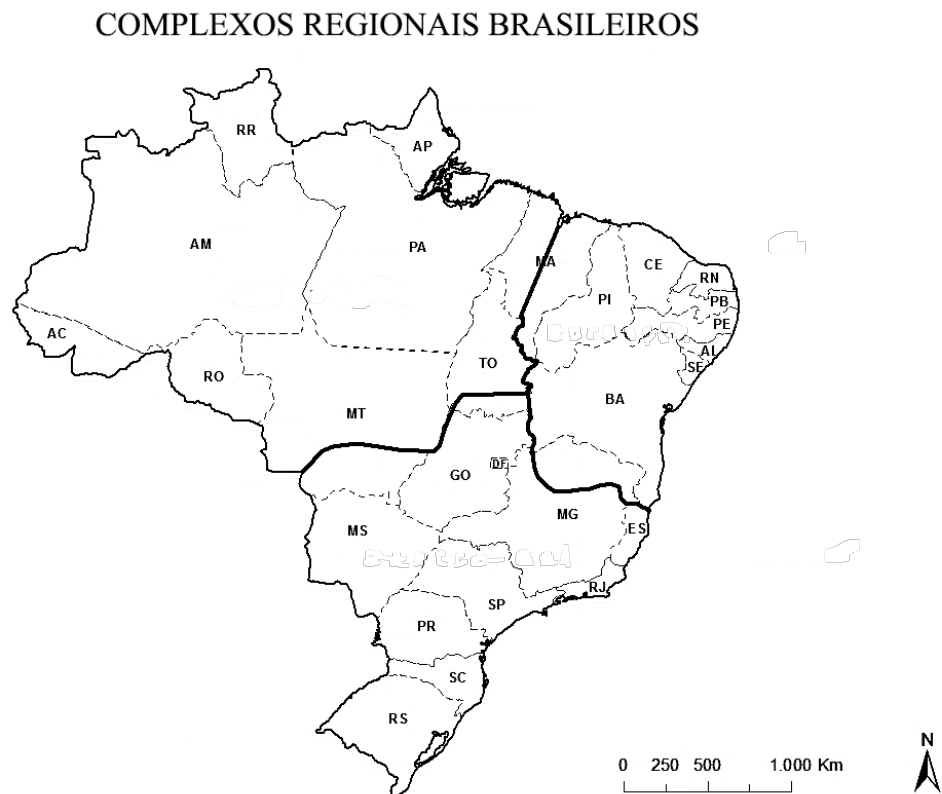 COMPLEXOS REGIONAIS BRASILEIROS
RR
AP
AM
PA
MA
CE
RN
PI
PB
PE
AC
AL
TO
SE
RO
BA
MT
GO
DF
MG
MS
ES
RJ
SP
PR
SC
RS
N
0 250 500 1.000 Km